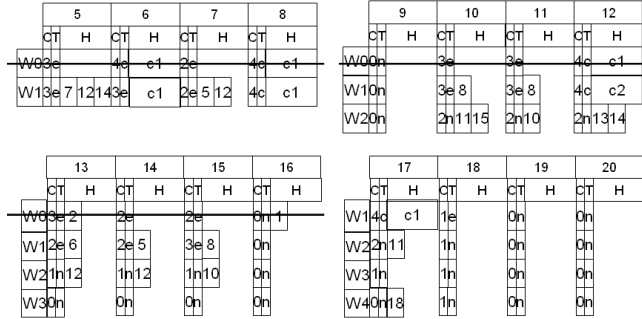 5 6 7 8
CT H CT H CT H CT H
W0 3e 4c c1 2e 4c c1
W1 3e 7 12 14 3e c1 2e 5 12 4c c1
9 10 11 12
CT H CT H CT H CT H
W0 0n 3e 3e 4c c1
W1 0n 3e 8 3e 8 4c c2
W2 0n 2n 11 15 2n 10 2n 13 14
13 14 15 16
CT H CT H CT H CT H
W0 3e 2 2e 2e 0n 1
W1 2e 6 2e 5 3e 8 0n
W2 1n 12 1n 12 1n 10 0n
W3 0n 0n 0n 0n
17 18 19 20
CT H CT H CT H CT H
W1 4c c1 1e 0n 0n
W2 2n 11 1n 0n 0n
W3 1n 1n 0n 0n
W4 0n 18 1n 0n 0n